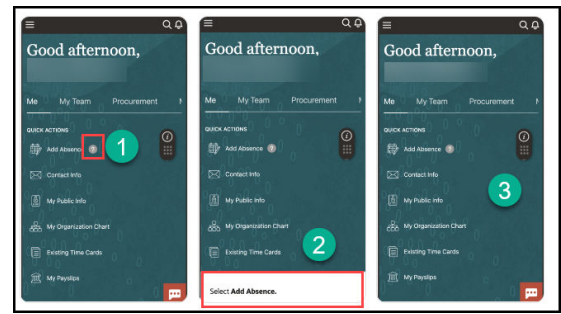 Good afternoon,
Me My Team Procurement
QUICK ACTIONS
Add Absence ?
1
Contact Info
My Public Info
My Organization Chart
Existing Time Cards
My Payslips
Good afternoon,
Me My Team Procurement
QUICK ACTIONS
Add Absence ?
Contact Info
My Public Info
My Organization Chart
Existing Time Cards
2
Select Add Absence.
Good afternoon,
Me My Team Procurement
QUICK ACTIONS
Add Absence ?
Contact Info
3
My Public Info
My Organization Chart
Existing Time Cards
My Payslips